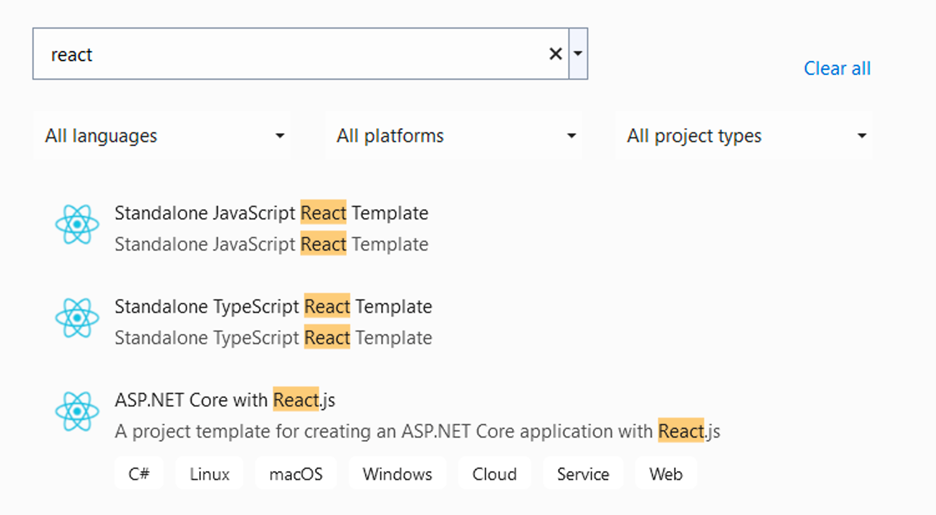 react
Clear all
All languages All platforms All project types
Standalone JavaScript React Template
Standalone JavaScript React Template
Standalone TypeScript React Template
Standalone TypeScript React Template
ASP.NET Core with React.js
A project template for creating an ASP.NET Core application with React.js
C# Linux macOS Windows Cloud Service Web